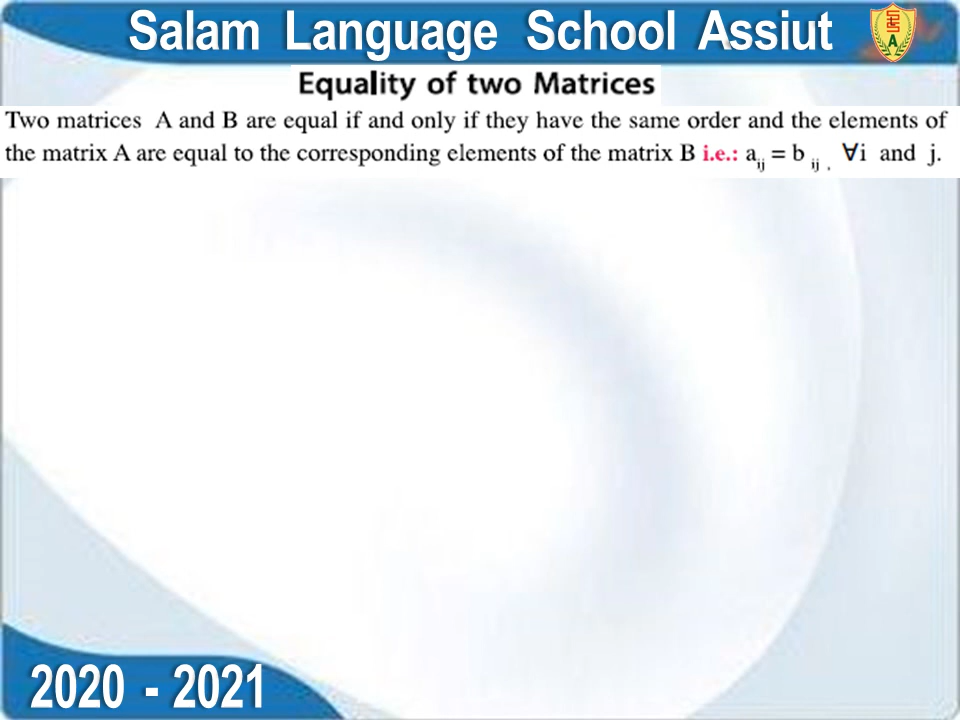 Salam Language School Assiut
Equality of two Matrices
Two matrices A and B are equal if and only if they have the same order and the elements of
the matrix A are equal to the corresponding elements of the matrix B i.e.: aᵢⱼ = b ᵢⱼ , ∀i and j.
2020 - 2021